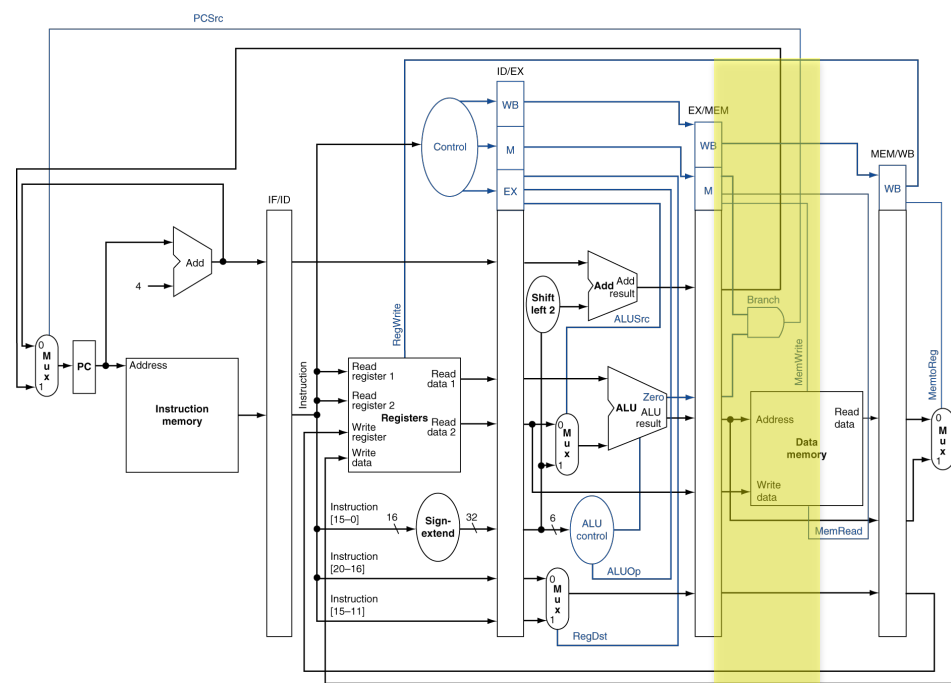 PCSrc
ID/EX
WB
EX/MEM
Control
M
WB
MEM/WB
EX
M
WB
IF/ID
Add
4
Shift
left 2
Add
Add
result
Branch
ALUSrc
RegWrite
MemWrite
MemtoReg
0
M
u
x
1
PC
Address
Instruction
memory
Instruction
Read
register 1
Read
register 2
Registers
Write
register
Write
data
Read
data 1
Read
data 2
0
M
u
x
1
Zero
ALU
ALU
result
Address
Read
data
Data
memory
Write
data
0
M
u
x
1
MemRead
Instruction
[15–0]
16
Sign-
extend
32
6
ALU
control
Instruction
[20–16]
ALUOp
Instruction
[15–11]
0
M
u
x
1
RegDst